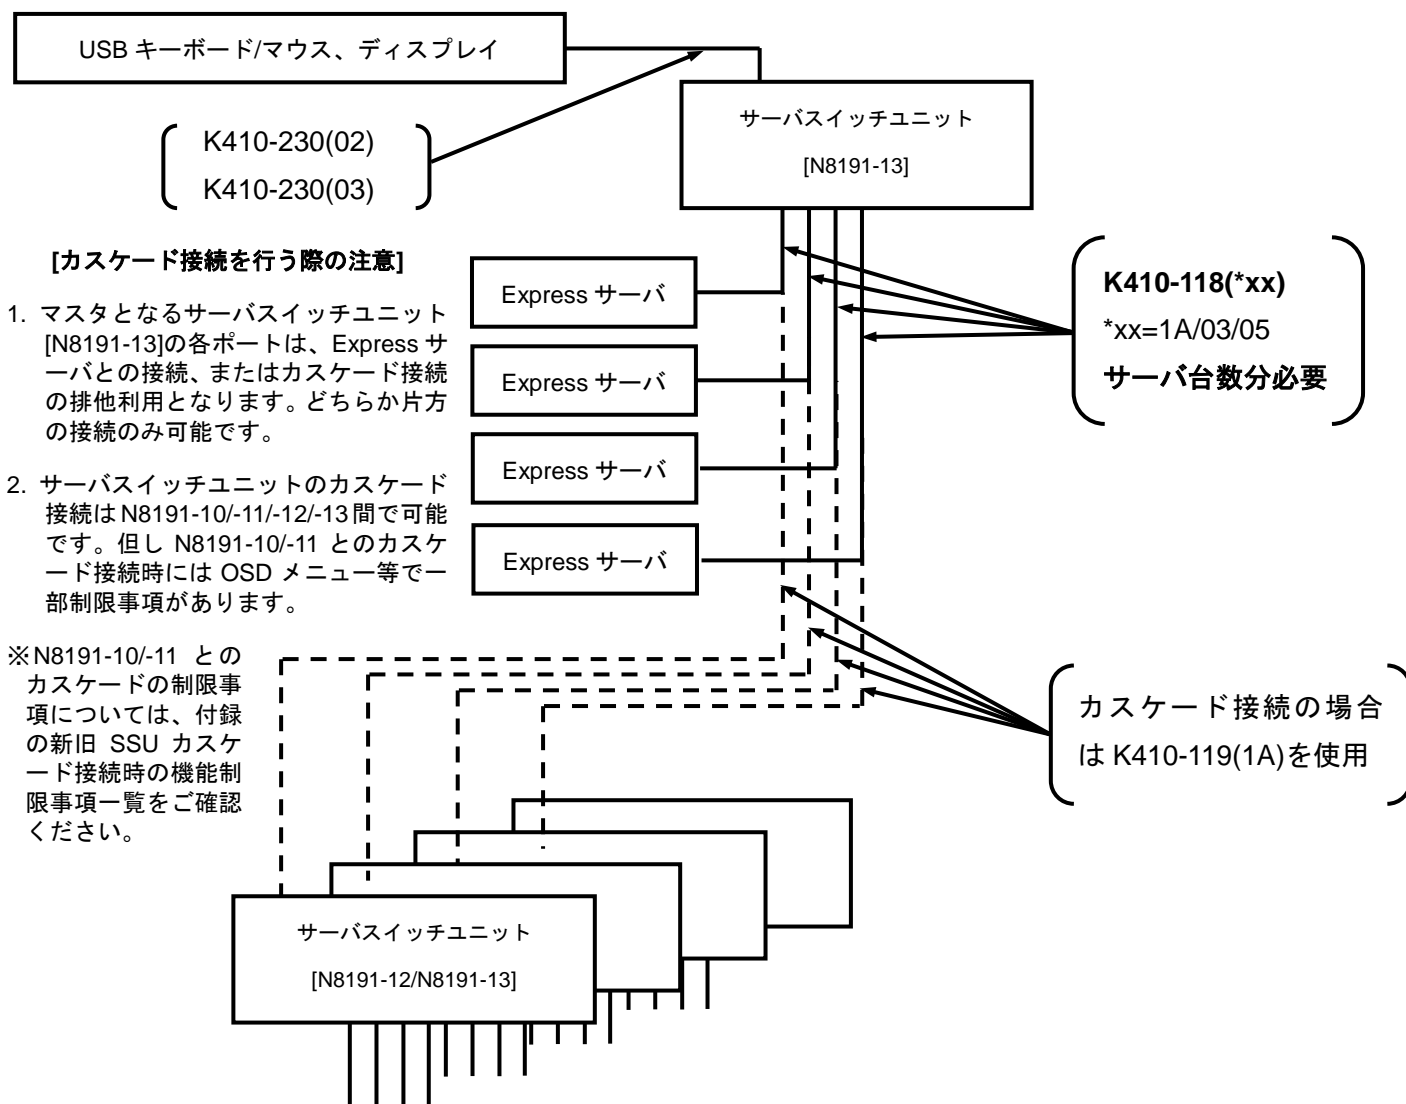 USB キーボード/マウス、ディスプレイ
サーバスイッチユニット
[N8191-13]
K410-230(02)
K410-230(03)
[カスケード接続を行う際の注意]
1. マスタとなるサーバスイッチユニット
[N8191-13]の各ポートは、Express サ
ーバとの接続、またはカスケード接続
の排他利用となります。どちらか片方
の接続のみ可能です。
2. サーバスイッチユニットのカスケード
接続は N8191-10/-11/-12/-13 間で可能
です。但し N8191-10/-11 とのカスケ
ード接続時には OSD メニュー等で一
部制限事項があります。
※N8191-10/-11 との
カスケードの制限事
項については、付録
の新旧 SSU カスケ
ード接続時の機能制
限事項一覧をご確認
ください。
Express サーバ
Express サーバ
Express サーバ
Express サーバ
K410-118(*xx)
*xx=1A/03/05
サーバ台数分必要
カスケード接続の場合
は K410-119(1A)を使用
サーバスイッチユニット
[N8191-12/N8191-13]